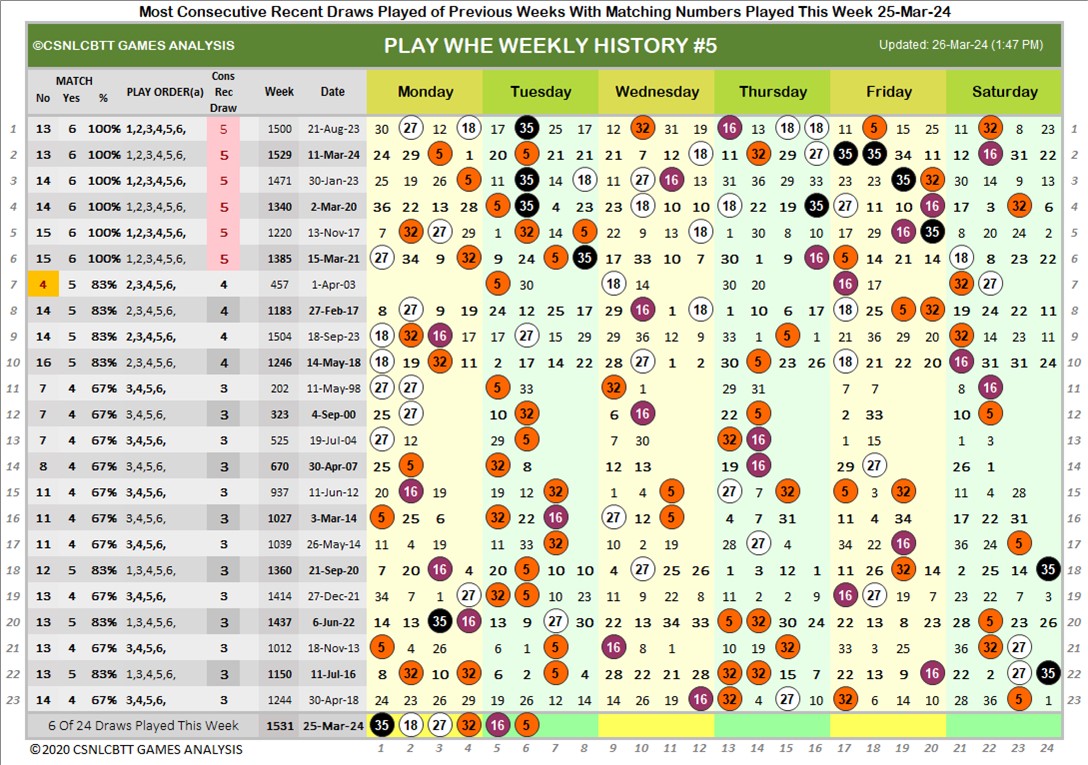 Most Consecutive Recent Draws Played of Previous Weeks With Matching Numbers Played This Week 25-Mar-24
©CSNLCBTT GAMES ANALYSIS PLAY WHE WEEKLY HISTORY #5 Updated: 26-Mar-24 (1:47 PM)
No MATCH Yes % PLAY ORDER(a) Cons Rec Draw Week Date Monday Tuesday Wednesday Thursday Friday Saturday
1 13 6 100% 1,2,3,4,5,6, 5 1500 21-Aug-23 30 27 12 18 17 35 25 17 12 32 31 19 16 13 18 18 11 5 15 25 11 32 8 23 1
2 13 6 100% 1,2,3,4,5,6, 5 1529 11-Mar-24 24 29 5 1 20 5 21 21 21 7 12 18 11 32 29 27 35 35 34 11 12 16 31 22 2
3 14 6 100% 1,2,3,4,5,6, 5 1471 30-Jan-23 25 19 26 5 11 35 14 18 11 27 16 13 31 36 29 33 23 23 35 32 30 14 9 13 3
4 14 6 100% 1,2,3,4,5,6, 5 1340 2-Mar-20 36 22 13 28 5 35 4 23 23 18 10 10 18 22 19 35 27 11 10 16 17 3 32 4 4
5 15 6 100% 1,2,3,4,5,6, 5 1220 13-Nov-17 7 32 27 29 1 32 14 5 22 9 13 18 1 30 8 10 17 29 16 35 8 20 24 2 5
6 15 6 100% 1,2,3,4,5,6, 5 1385 15-Mar-21 27 34 9 32 9 24 5 35 17 33 10 7 30 1 9 16 5 14 21 14 18 8 23 22 6
7 4 5 83% 2,3,4,5,6, 4 457 1-Apr-03 5 30 18 14 30 20 16 17 32 27 7
8 14 5 83% 2,3,4,5,6, 4 1183 27-Feb-17 8 27 9 19 24 12 25 17 29 16 1 18 1 10 6 8 18 25 5 32 19 24 22 11 8
9 14 5 83% 2,3,4,5,6, 4 1504 18-Sep-23 18 32 16 17 17 27 15 29 29 36 12 9 33 1 5 1 21 36 29 20 32 14 23 11 9
10 16 5 83% 2,3,4,5,6, 4 1246 14-May-18 18 19 32 11 2 17 14 22 28 27 1 2 30 5 23 26 18 21 22 20 16 31 31 24 10
11 7 4 67% 3,4,5,6, 3 202 11-May-98 27 27 5 33 32 1 29 31 7 7 8 16 11
12 7 4 67% 3,4,5,6, 3 323 4-Sep-00 25 27 10 32 6 16 22 5 2 33 10 5 12
13 7 4 67% 3,4,5,6, 3 525 19-Jul-04 27 12 29 5 7 30 32 16 1 15 1 3 13
14 8 4 67% 3,4,5,6, 3 670 30-Apr-07 25 5 32 8 12 13 19 16 29 27 26 1 14
15 11 4 67% 3,4,5,6, 3 937 11-Jun-12 20 16 19 19 12 32 1 4 5 27 7 32 5 3 32 11 4 28 15
16 11 4 67% 3,4,5,6, 3 1027 3-Mar-14 5 25 6 32 22 16 27 12 5 4 7 31 11 4 34 17 22 31 16
17 11 4 67% 3,4,5,6, 3 1039 26-May-14 11 4 19 11 33 32 10 2 19 28 27 4 34 22 16 36 24 5 17
18 12 5 83% 1,3,4,5,6, 3 1360 21-Sep-20 7 20 16 4 20 5 10 10 4 27 25 26 1 3 12 1 11 26 32 14 2 25 14 35 18
19 13 4 67% 3,4,5,6, 3 1414 27-Dec-21 34 7 1 27 32 5 10 23 11 9 22 8 11 2 2 9 16 27 19 7 23 22 7 3 19
20 13 5 83% 1,3,4,5,6, 3 1437 6-Jun-22 14 13 35 16 13 9 27 30 22 13 34 33 5 32 30 24 22 13 8 23 28 5 23 26 20
21 13 4 67% 3,4,5,6, 3 1012 18-Nov-13 5 4 26 6 1 5 16 8 1 10 19 32 33 3 25 36 32 27 21
22 13 5 83% 1,3,4,5,6, 3 1150 11-Jul-16 8 32 10 32 6 2 5 4 28 22 21 28 32 32 15 7 22 13 9 16 22 2 27 35 22
23 14 4 67% 3,4,5,6, 3 1244 30-Apr-18 24 23 26 29 19 26 12 14 14 26 19 16 32 4 27 10 32 6 14 10 28 36 5 1 23
6 Of 24 Draws Played This Week 1531 25-Mar-24 35 18 27 32 16 5
©2020 CSNLCBTT GAMES ANALYSIS 1 2 3 4 5 6 7 8 9 10 11 12 13 14 15 16 17 18 19 20 21 22 23 24